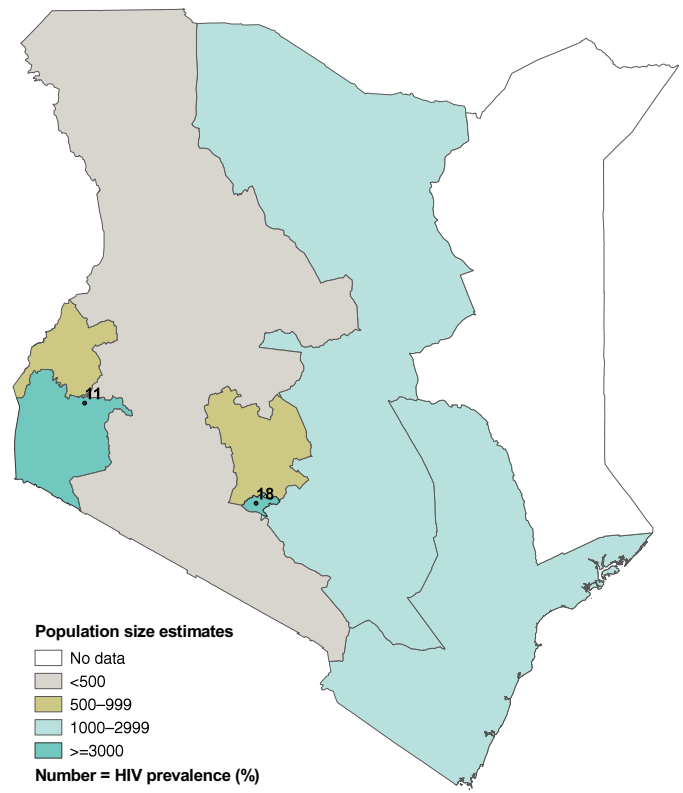 11
18
Population size estimates
No data
<500
500–999
1000–2999
>=3000
Number = HIV prevalence (%)